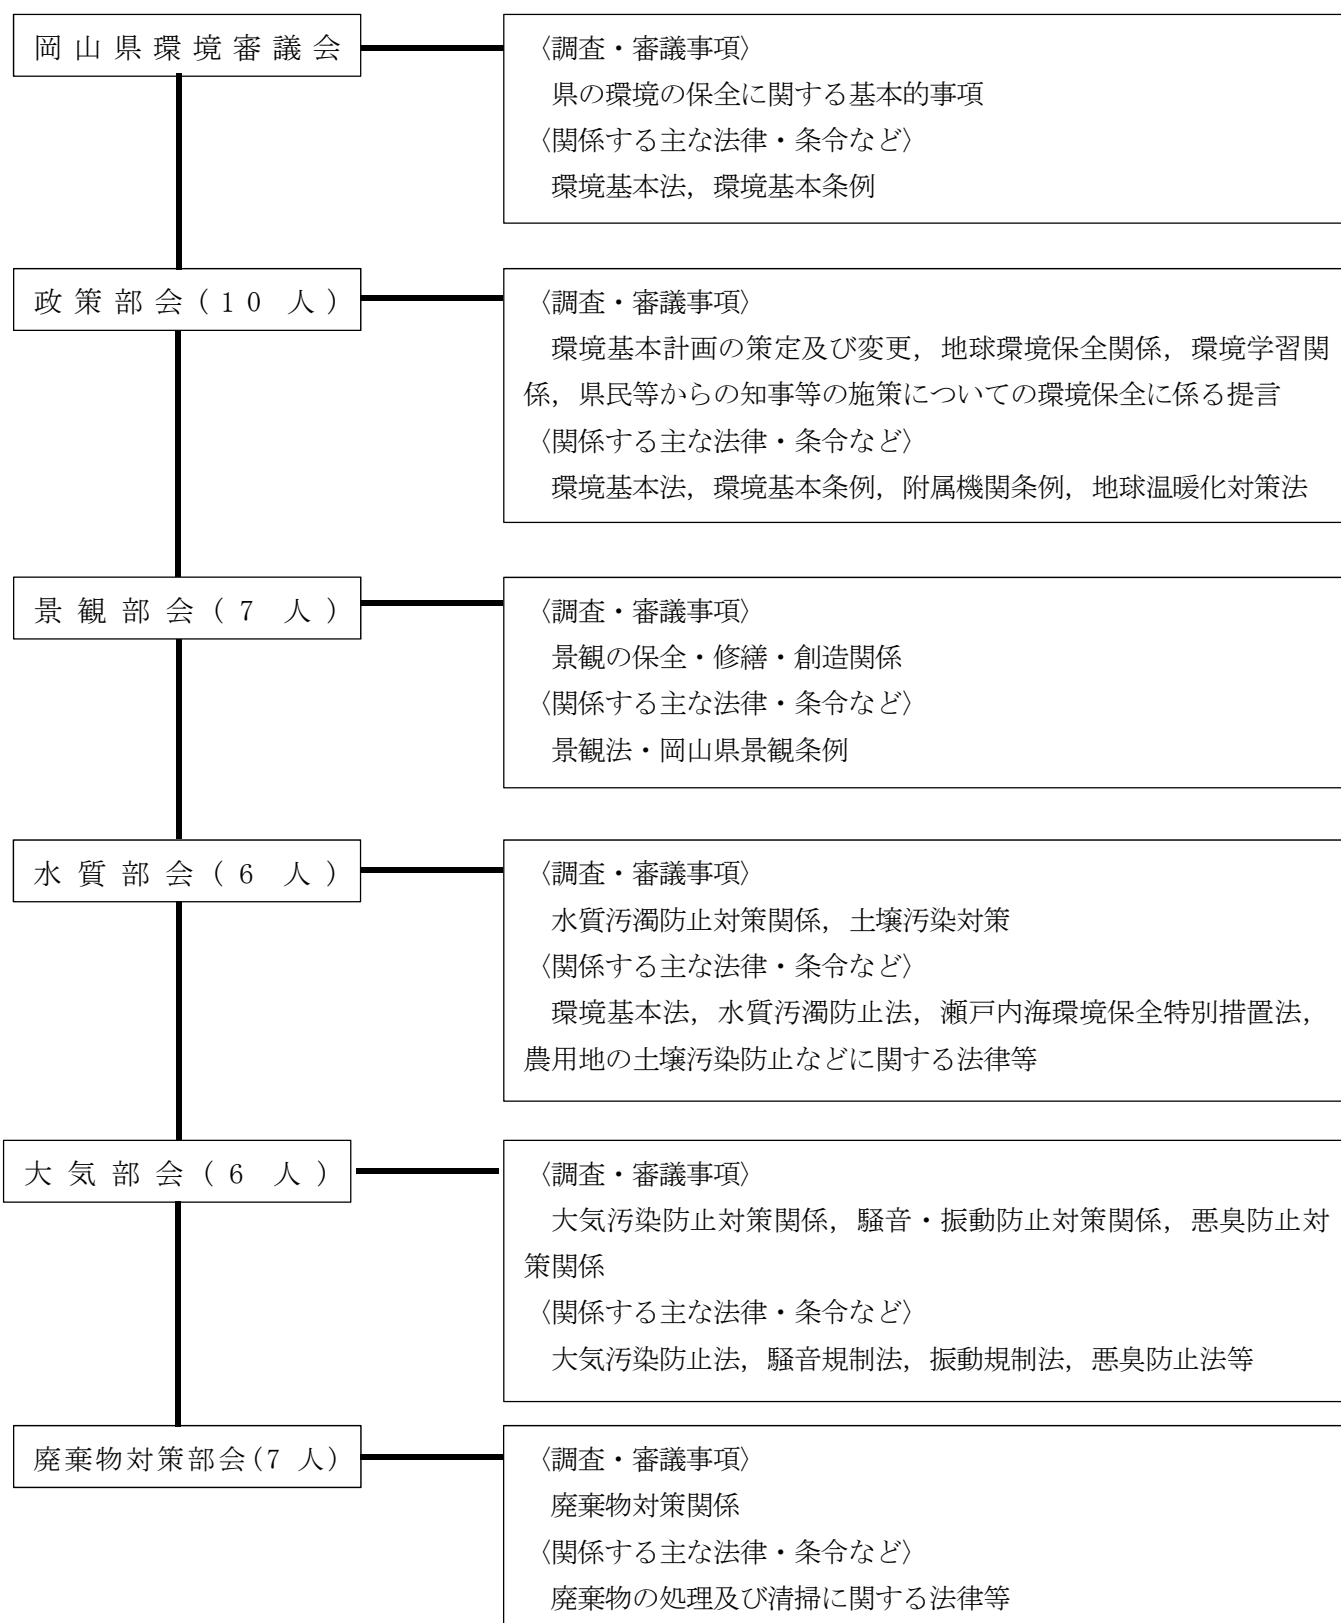 岡山県環境審議会
〈調査・審議事項〉
県の環境の保全に関する基本的事項
〈関係する主な法律・条令など〉
環境基本法，環境基本条例
政策部会(10 人)
〈調査・審議事項〉
環境基本計画の策定及び変更，地球環境保全関係，環境学習関
係，県民等からの知事等の施策についての環境保全に係る提言
〈関係する主な法律・条令など〉
環境基本法，環境基本条例，附属機関条例，地球温暖化対策法
景観部会(7 人)
〈調査・審議事項〉
景観の保全・修繕・創造関係
〈関係する主な法律・条令など〉
景観法・岡山県景観条例
水質部会(6 人)
〈調査・審議事項〉
水質汚濁防止対策関係，土壌汚染対策
〈関係する主な法律・条令など〉
環境基本法，水質汚濁防止法，瀬戸内海環境保全特別措置法，
農用地の土壌汚染防止などに関する法律等
大気部会(6 人)
〈調査・審議事項〉
大気汚染防止対策関係，騒音・振動防止対策関係，悪臭防止対
策関係
〈関係する主な法律・条令など〉
大気汚染防止法，騒音規制法，振動規制法，悪臭防止法等
廃棄物対策部会(7 人)
〈調査・審議事項〉
廃棄物対策関係
〈関係する主な法律・条令など〉
廃棄物の処理及び清掃に関する法律等